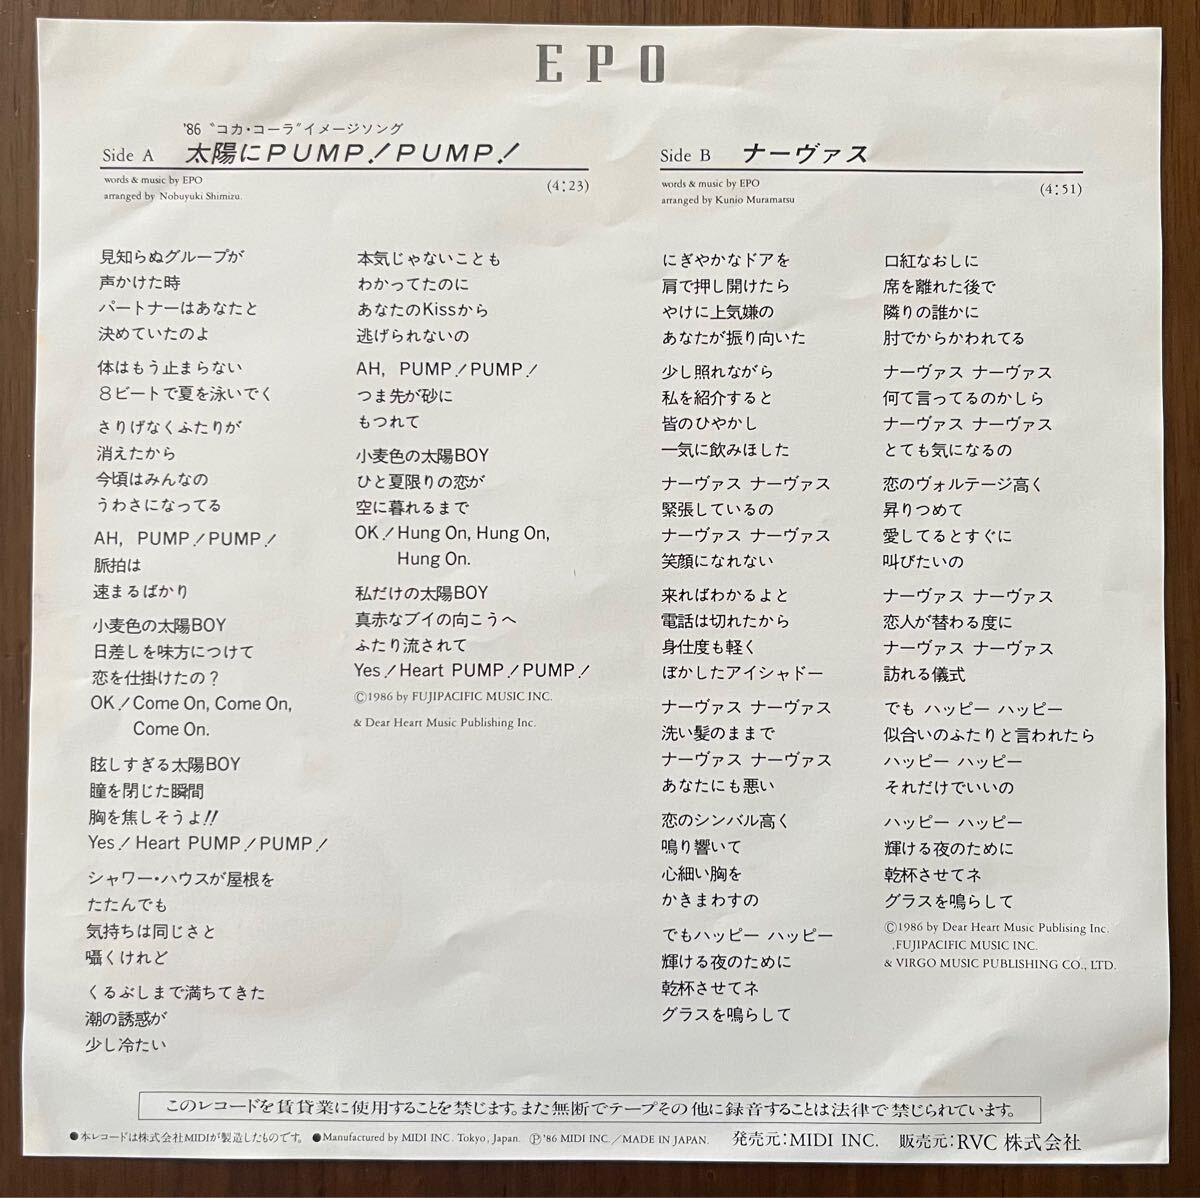 EPO
'86 〝コカ・コーラ〟イメージソング
Side A 太陽にPUMP!PUMP!
words & music by EPO
arranged by Nobuyuki Shimizu.
(4:23)
見知らぬグループが
声かけた時
パートナーはあなたと
決めていたのよ
体はもう止まらない
8ビートで夏を泳いでく
さりげなくふたりが
消えたから
今頃はみんなの
うわさになってる
AH, PUMP!PUMP!
脈拍は
速まるばかり
小麦色の太陽BOY
日差しを味方につけて
恋を仕掛けたの?
OK!Come On, Come On,
Come On.
眩しすぎる太陽BOY
瞳を閉じた瞬間
胸を焦しそうよ!!
Yes!Heart PUMP!PUMP!
シャワー・ハウスが屋根を
たたんでも
気持ちは同じさと
囁くけれど
くるぶしまで満ちてきた
潮の誘惑が
少し冷たい
本気じゃないことも
わかってたのに
あなたのKissから
逃げられないの
AH, PUMP!PUMP!
つま先が砂に
もつれて
小麦色の太陽BOY
ひと夏限りの恋が
空に暮れるまで
OK!Hung On, Hung On,
Hung On.
私だけの太陽BOY
真赤なブイの向こうへ
ふたり流されて
Yes!Heart PUMP!PUMP!
©1986 by FUJIPACIFIC MUSIC INC.
& Dear Heart Music Publishing Inc.
Side B ナーヴァス
words & music by EPO
arranged by Kunio Muramatsu
(4:51)
にぎやかなドアを
肩で押し開けたら
やけに上気嫌の
あなたが振り向いた
少し照れながら
私を紹介すると
皆のひやかし
一気に飲みほした
ナーヴァス ナーヴァス
緊張しているの
ナーヴァス ナーヴァス
笑顔になれない
来ればわかるよと
電話は切れたから
身仕度も軽く
ぼかしたアイシャドー
ナーヴァス ナーヴァス
洗い髪のままで
ナーヴァス ナーヴァス
あなたにも悪い
恋のシンバル高く
鳴り響いて
心細い胸を
かきまわすの
でもハッピー ハッピー
輝ける夜のために
乾杯させてネ
グラスを鳴らして
口紅なおしに
席を離れた後で
隣りの誰かに
肘でからかわれてる
ナーヴァス ナーヴァス
何て言ってるのかしら
ナーヴァス ナーヴァス
とても気になるの
恋のヴォルテージ高く
昇りつめて
愛してるとすぐに
叫びたいの
ナーヴァス ナーヴァス
恋人が替わる度に
ナーヴァス ナーヴァス
訪れる儀式
でも ハッピー ハッピー
似合いのふたりと言われたら
ハッピー ハッピー
それだけでいいの
ハッピー ハッピー
輝ける夜のために
乾杯させてネ
グラスを鳴らして
©1986 by Dear Heart Music Publising Inc.
.FUJIPACIFIC MUSIC INC.
& VIRGO MUSIC PUBLISHING CO., LTD.
このレコードを賃貸業に使用することを禁じます。また無断でテープその他に録音することは法律で禁じられています。
●本レコードは株式会社MIDIが製造したものです。 ●Manufactured by MIDI INC. Tokyo, Japan. Ⓟ'86 MIDI INC./MADE IN JAPAN. 発売元:MIDI INC. 販売元:RVC 株式会社